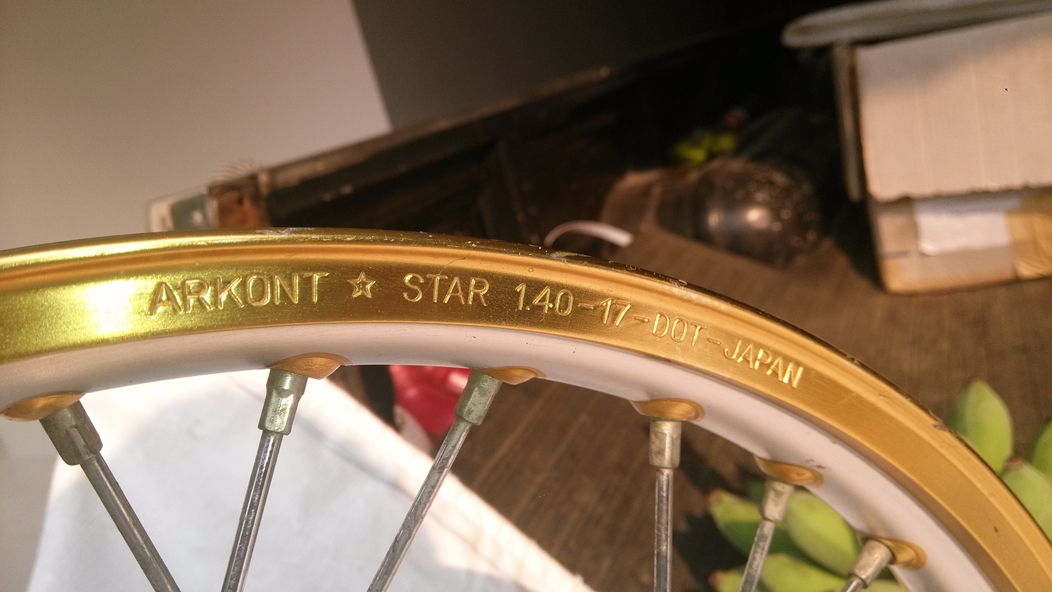 ARKONT ☆ STAR 1.40-17-DOT-JAPAN